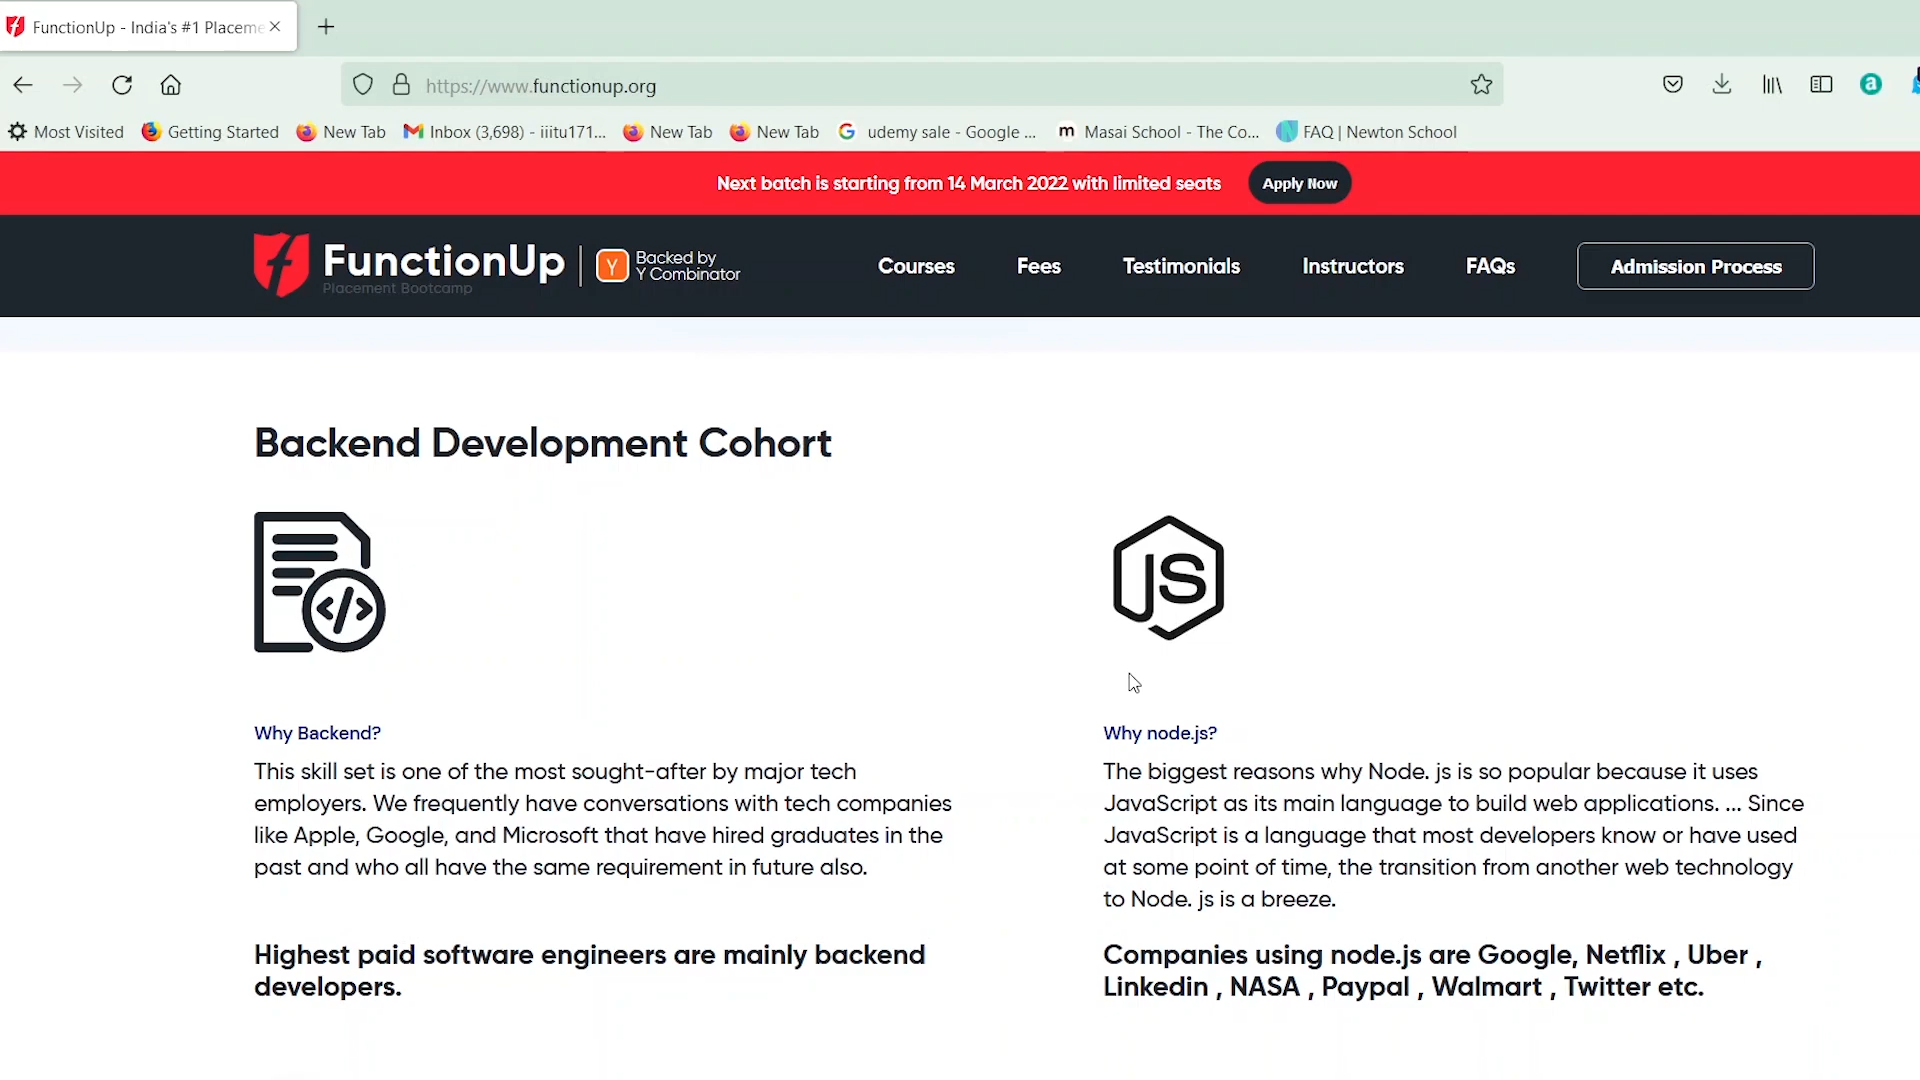 FunctionUp - India's #1 Placeme
https://www.functionup.org
Most Visited
Getting Started
New Tab
Inbox (3,698) - iiitu171...
New Tab
New Tab
udemy sale - Google ...
Masai School - The Co...
FAQ | Newton School
Next batch is starting from 14 March 2022 with limited seats
Apply Now
FunctionUp
Placement Bootcamp
Backed by
Y Combinator
Courses
Fees
Testimonials
Instructors
FAQs
Admission Process
Backend Development Cohort
JS
Why Backend?
This skill set is one of the most sought-after by major tech
employers. We frequently have conversations with tech companies
like Apple, Google, and Microsoft that have hired graduates in the
past and who all have the same requirement in future also.
Highest paid software engineers are mainly backend
developers.
Why node.js?
The biggest reasons why Node. js is so popular because it uses
JavaScript as its main language to build web applications. ... Since
JavaScript is a language that most developers know or have used
at some point of time, the transition from another web technology
to Node. js is a breeze.
Companies using node.js are Google, Netflix , Uber ,
Linkedin , NASA , Paypal , Walmart , Twitter etc.